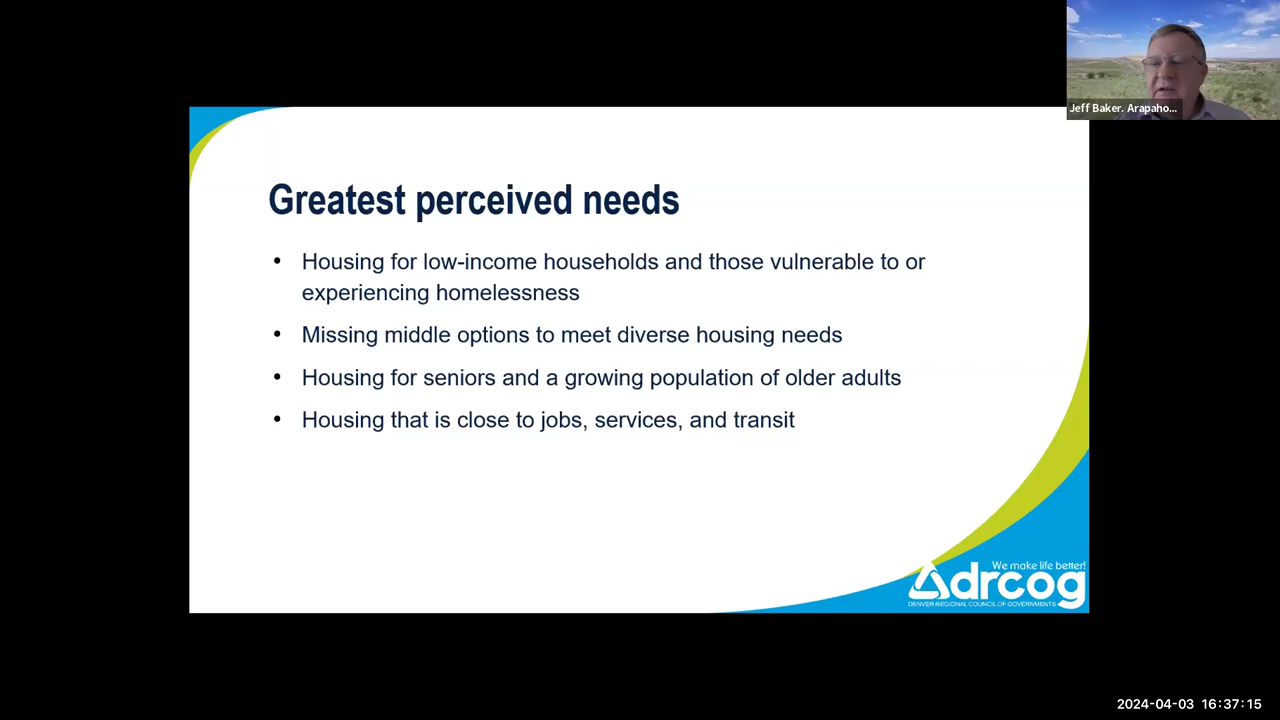 Jeff Baker. Arapaho...
Greatest perceived needs
• Housing for low-income households and those vulnerable to or
experiencing homelessness
• Missing middle options to meet diverse housing needs
• Housing for seniors and a growing population of older adults
• Housing that is close to jobs, services, and transit
We make life better!
drcog
DENVER REGIONAL COUNCIL OF GOVERNMENTS
2024-04-03 16:37:15